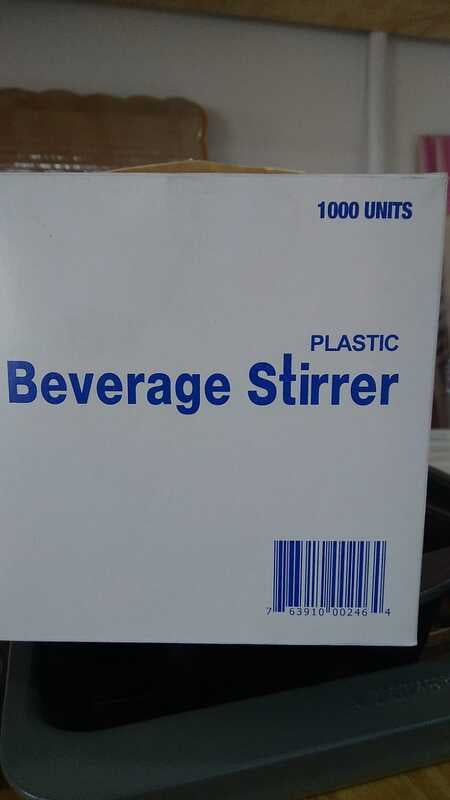 1000 UNITS
PLASTIC
Beverage Stirrer
7 63910 00246 4